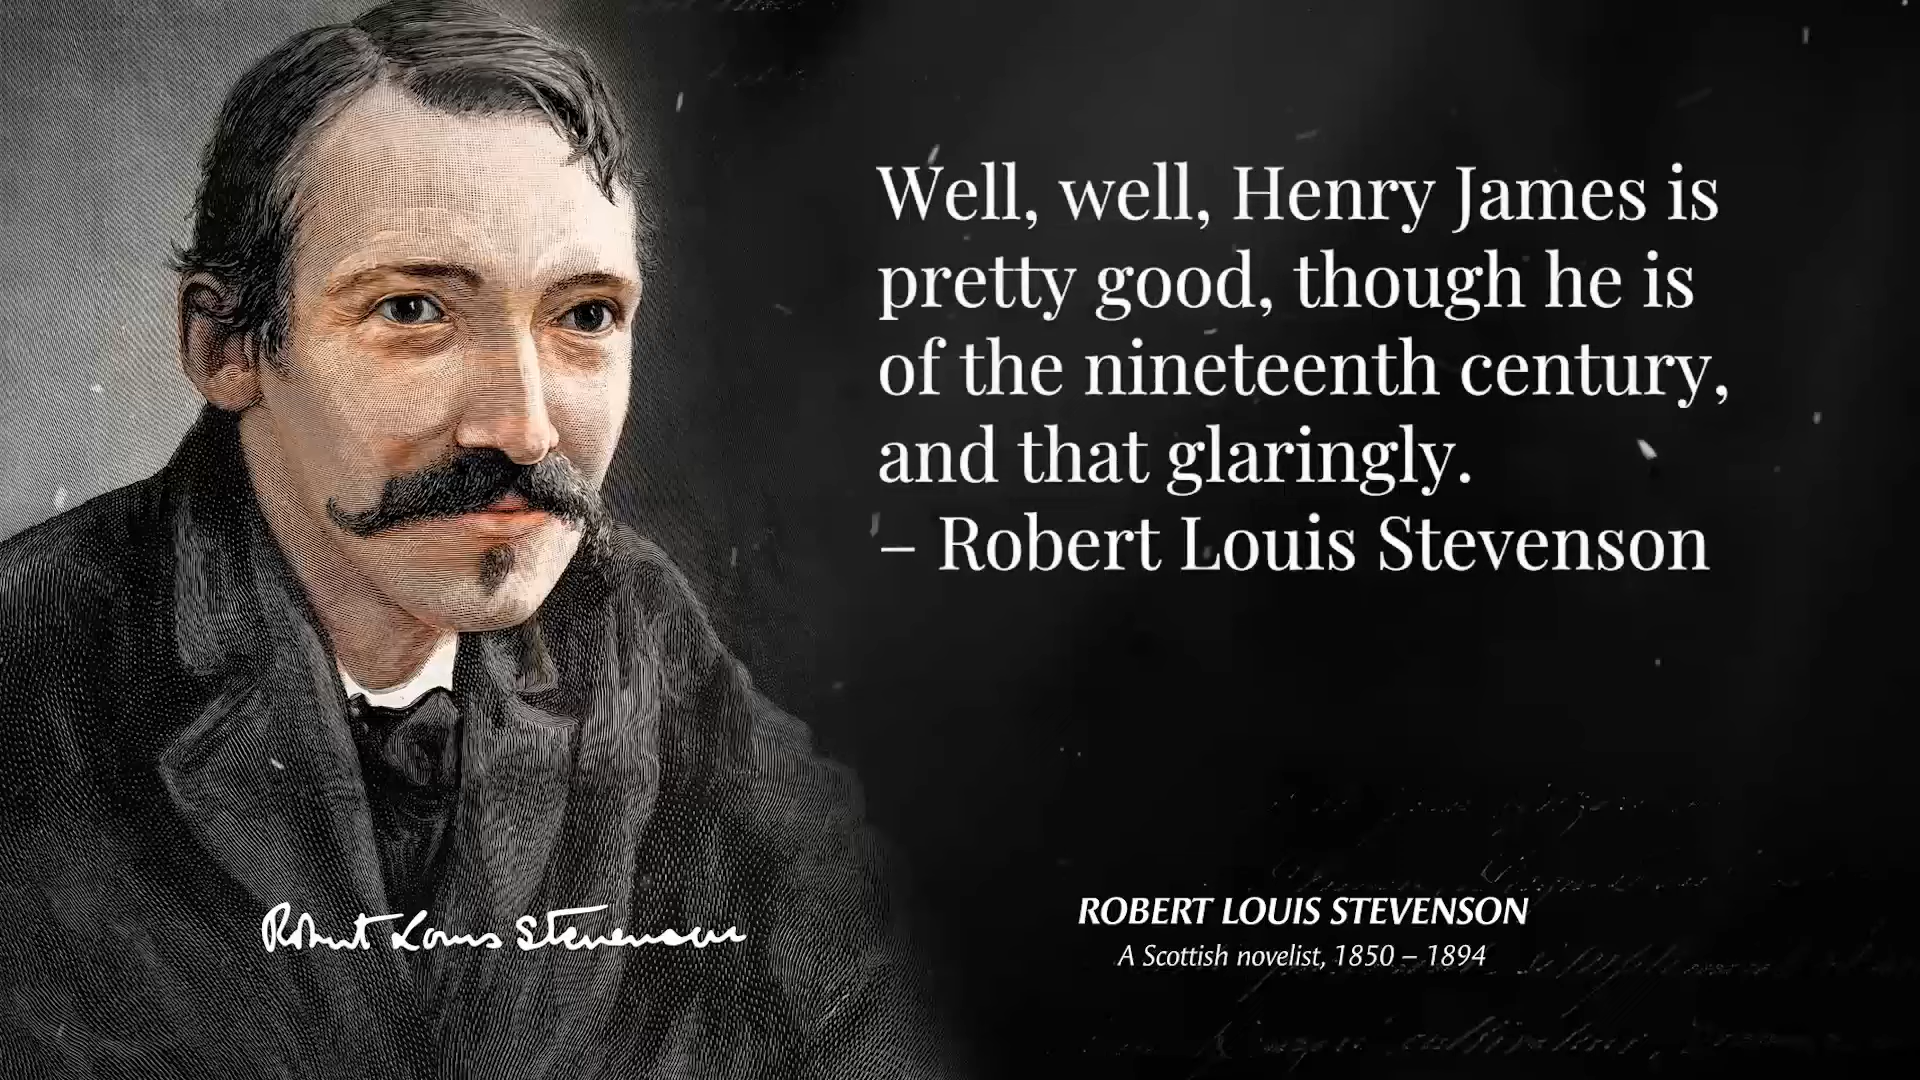 Well, well, Henry James is
pretty good, though he is
of the nineteenth century,
and that glaringly.
– Robert Louis Stevenson
Robert Louis Stevenson
ROBERT LOUIS STEVENSON
A Scottish novelist, 1850 – 1894